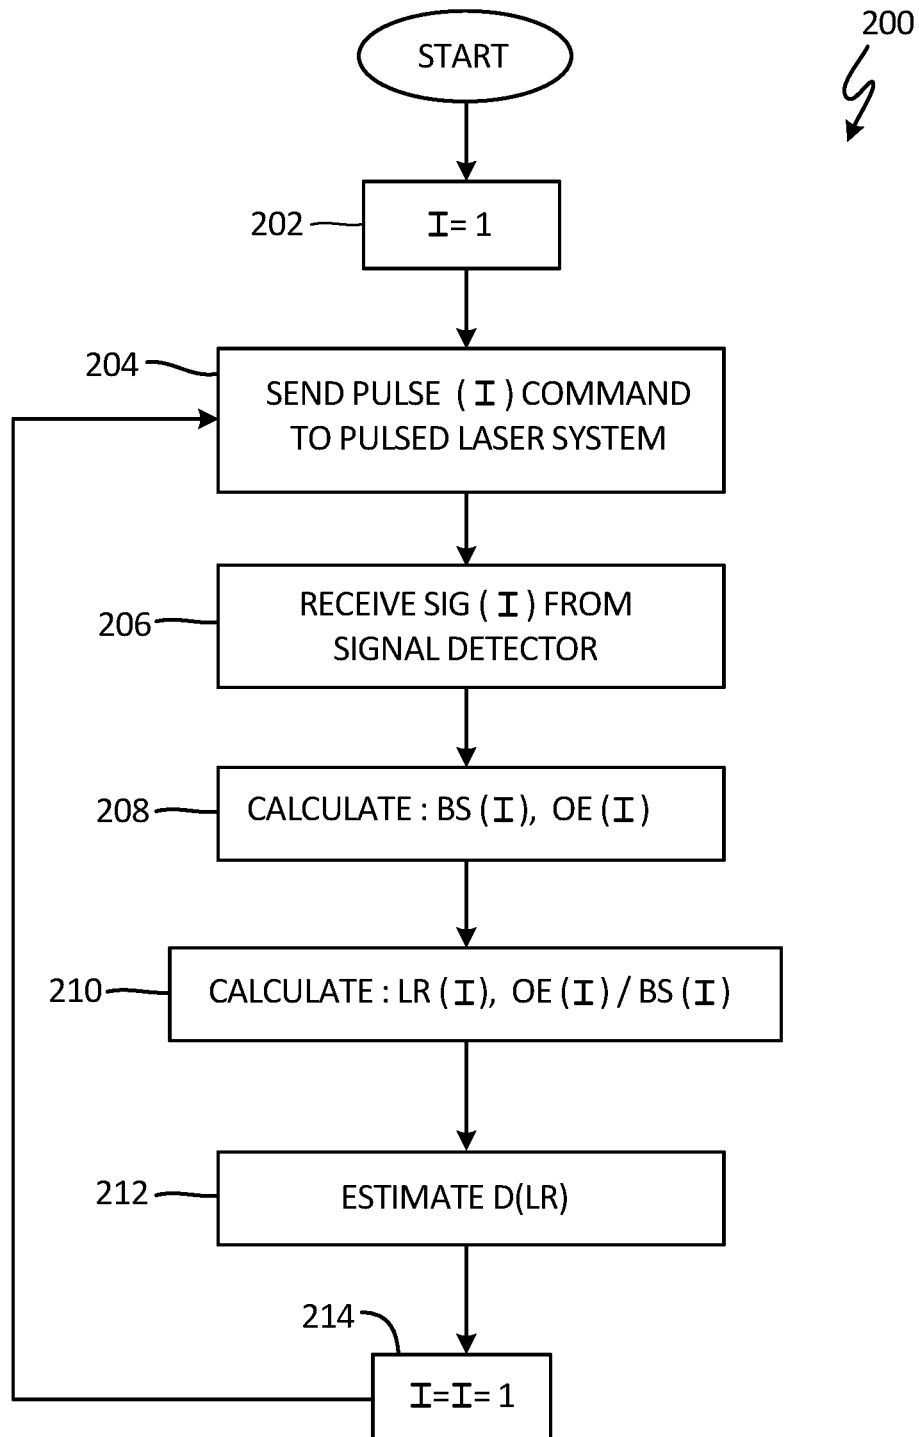 START
200
202
I= 1
204
SEND PULSE ( I ) COMMAND
TO PULSED LASER SYSTEM
206
RECEIVE SIG ( I ) FROM
SIGNAL DETECTOR
208
CALCULATE : BS ( I ), OE ( I )
210
CALCULATE : LR ( I ), OE ( I ) / BS ( I )
212
ESTIMATE D(LR)
214
I=I= 1